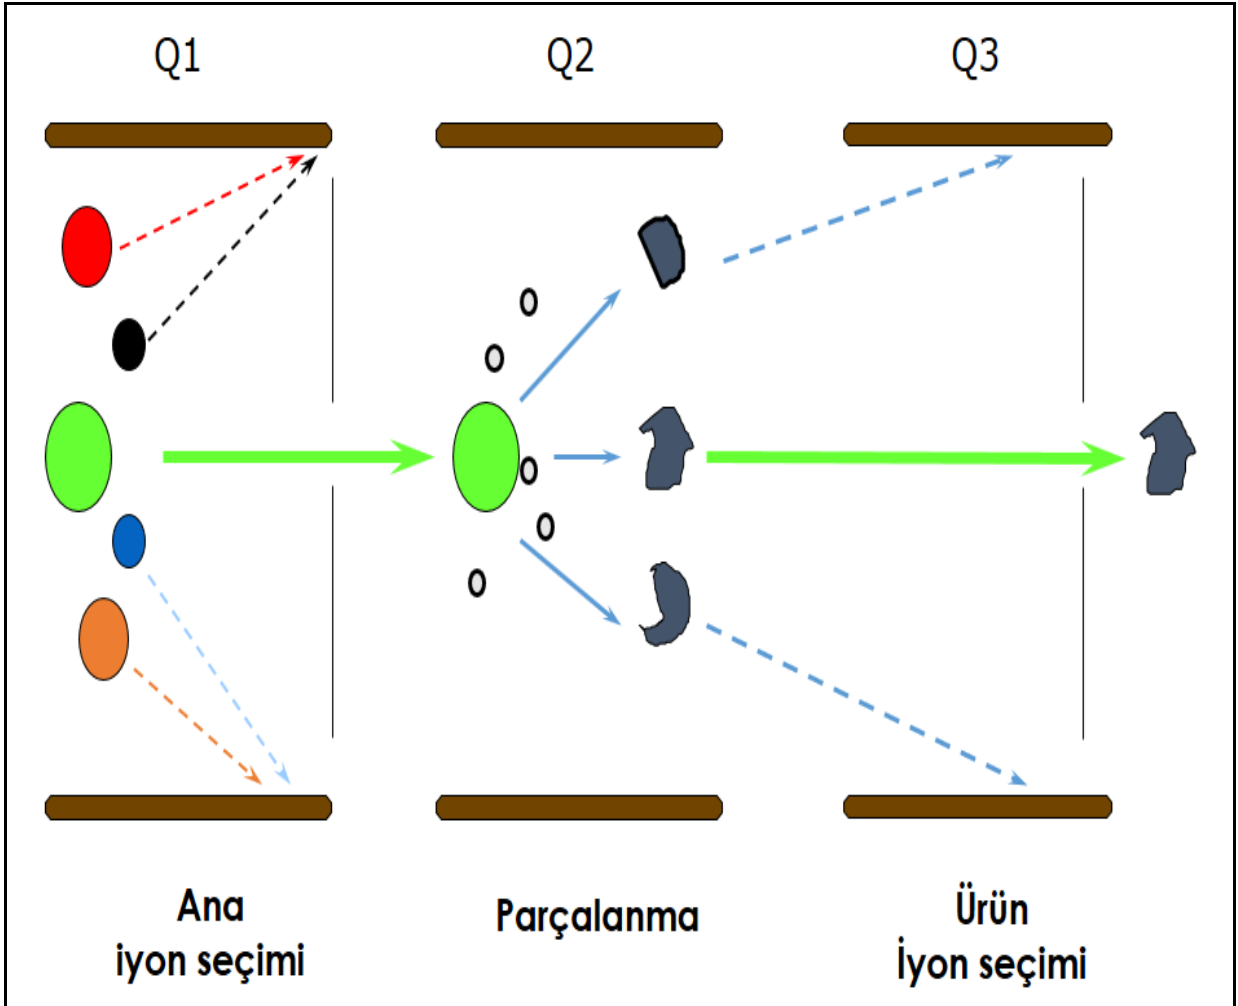 Q1
Q2
Q3
Ana
iyon seçimi
Parçalanma
Ürün
İyon seçimi